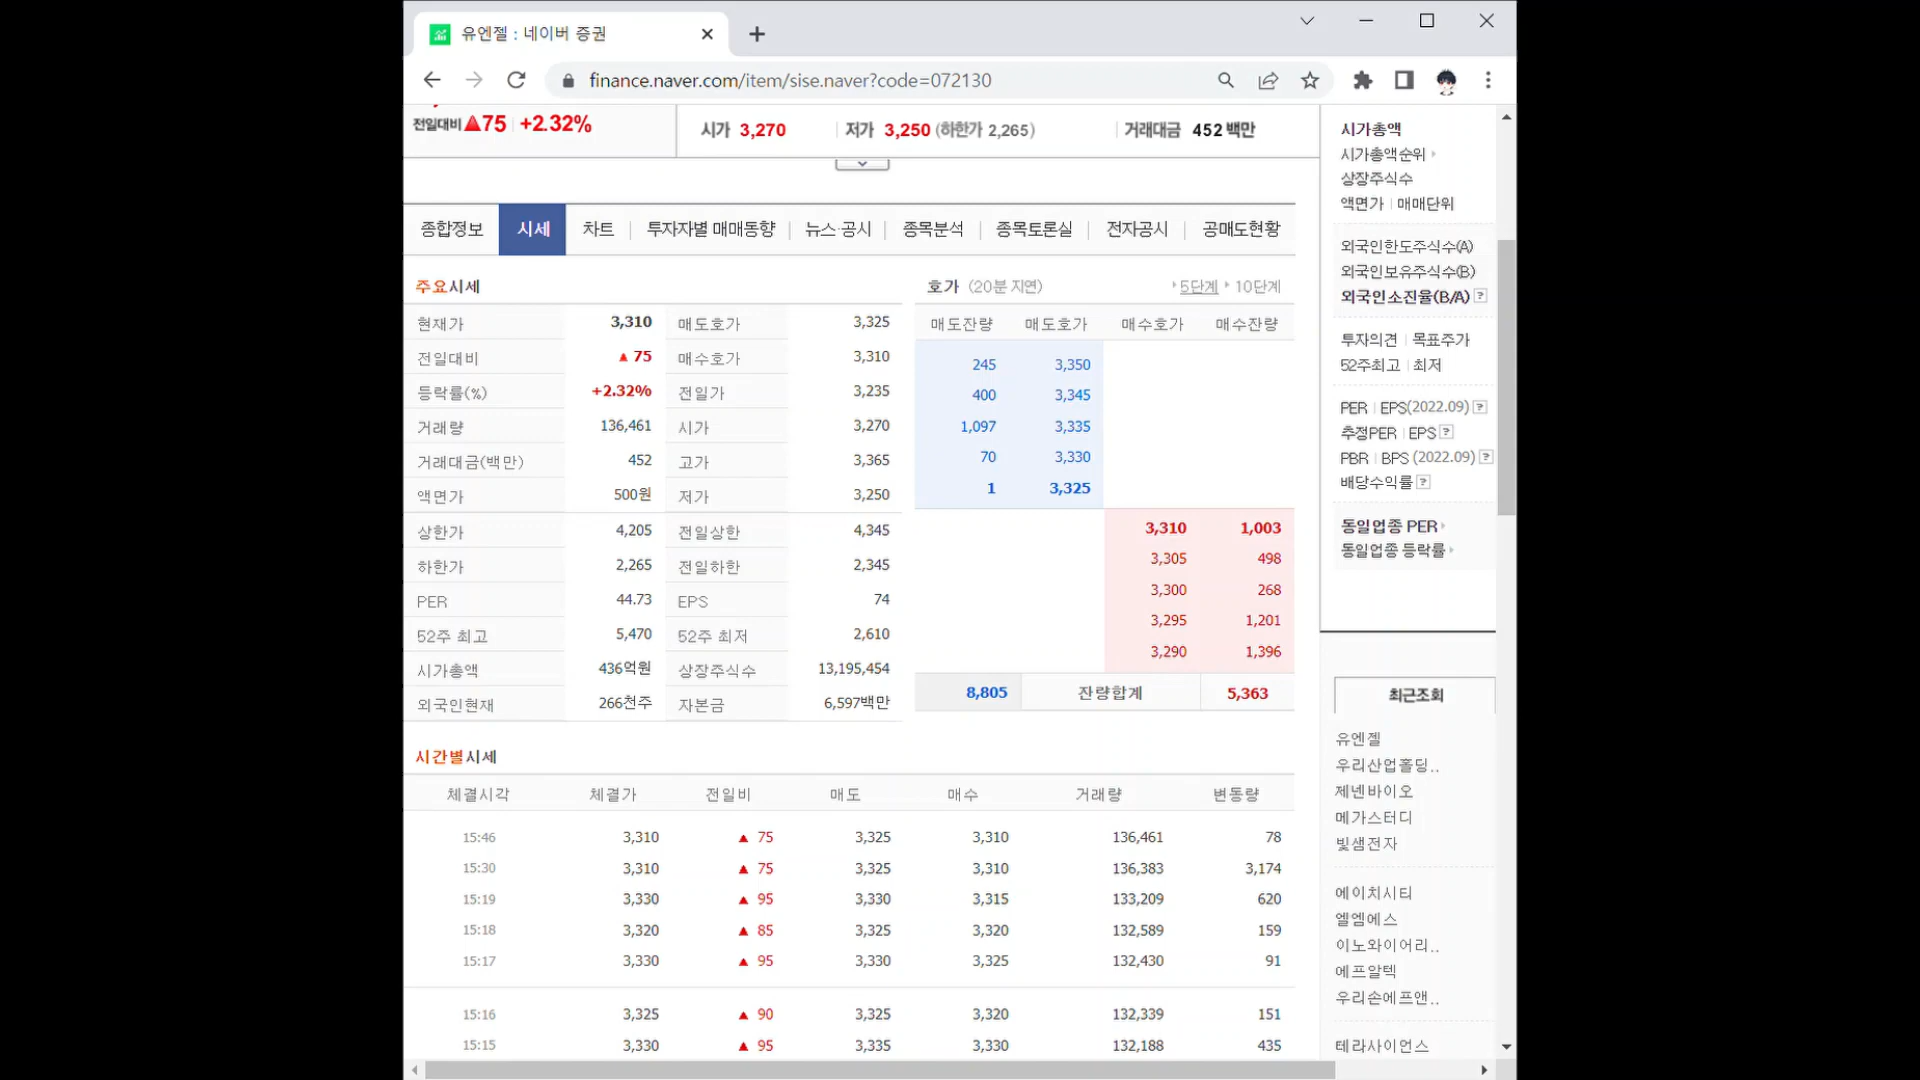 유엔젤 : 네이버 증권
finance.naver.com/item/sise.naver?code=072130
전일대비 ▲75 +2.32%
시가 3,270 저가 3,250 (하한가 2,265) 거래대금 452 백만
종합정보 시세 차트 투자자별 매매동향 뉴스·공시 종목분석 종목토론실 전자공시 공매도현황
주요시세
현재가 3,310 매도호가 3,325
전일대비 ▲ 75 매수호가 3,310
등락률(%) +2.32% 전일가 3,235
거래량 136,461 시가 3,270
거래대금(백만) 452 고가 3,365
액면가 500원 저가 3,250
상한가 4,205 전일상한 4,345
하한가 2,265 전일하한 2,345
PER 44.73 EPS 74
52주 최고 5,470 52주 최저 2,610
시가총액 436억원 상장주식수 13,195,454
외국인현재 266천주 자본금 6,597백만
호가 (20분 지연) 5단계 10단계
매도잔량 매도호가 매수호가 매수잔량
245 3,350
400 3,345
1,097 3,335
70 3,330
1 3,325
3,310 1,003
3,305 498
3,300 268
3,295 1,201
3,290 1,396
8,805 잔량합계 5,363
시간별시세
체결시각 체결가 전일비 매도 매수 거래량 변동량
15:46 3,310 ▲ 75 3,325 3,310 136,461 78
15:30 3,310 ▲ 75 3,325 3,310 136,383 3,174
15:19 3,330 ▲ 95 3,330 3,315 133,209 620
15:18 3,320 ▲ 85 3,325 3,320 132,589 159
15:17 3,330 ▲ 95 3,330 3,325 132,430 91
15:16 3,325 ▲ 90 3,325 3,320 132,339 151
15:15 3,330 ▲ 95 3,335 3,330 132,188 435
시가총액
시가총액순위
상장주식수
액면가 매매단위
외국인한도주식수(A)
외국인보유주식수(B)
외국인소진율(B/A) ?
투자의견 목표주가
52주최고 최저
PER EPS(2022.09) ?
추정PER EPS ?
PBR BPS (2022.09) ?
배당수익률 ?
동일업종 PER
동일업종 등락률
최근조회
유엔젤
우리산업홀딩..
제넨바이오
메가스터디
빛샘전자
에이치시티
엘엠에스
이노와이어리..
에프알텍
우리손에프앤..
테라사이언스